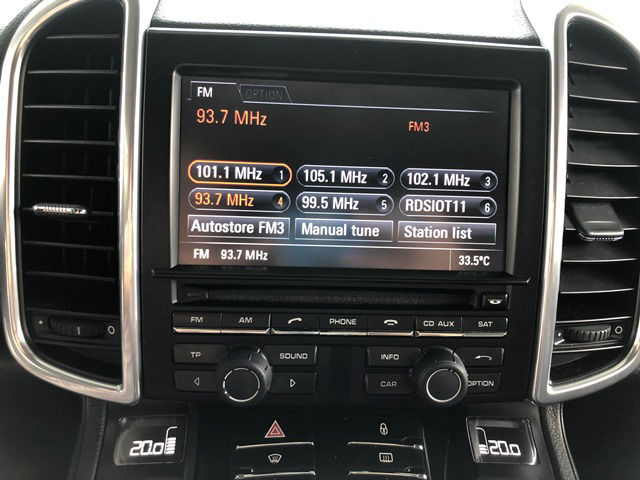 FM OPTION
93.7 MHz FM3
101.1 MHz 1 105.1 MHz 2 102.1 MHz 3
93.7 MHz 4 99.5 MHz 5 RDSIOT11 6
Autostore FM3 Manual tune Station list
FM 93.7 MHz 33.5°C
FM AM PHONE CD AUX SAT
TP SOUND INFO
CAR OPTION
20.0 20.0